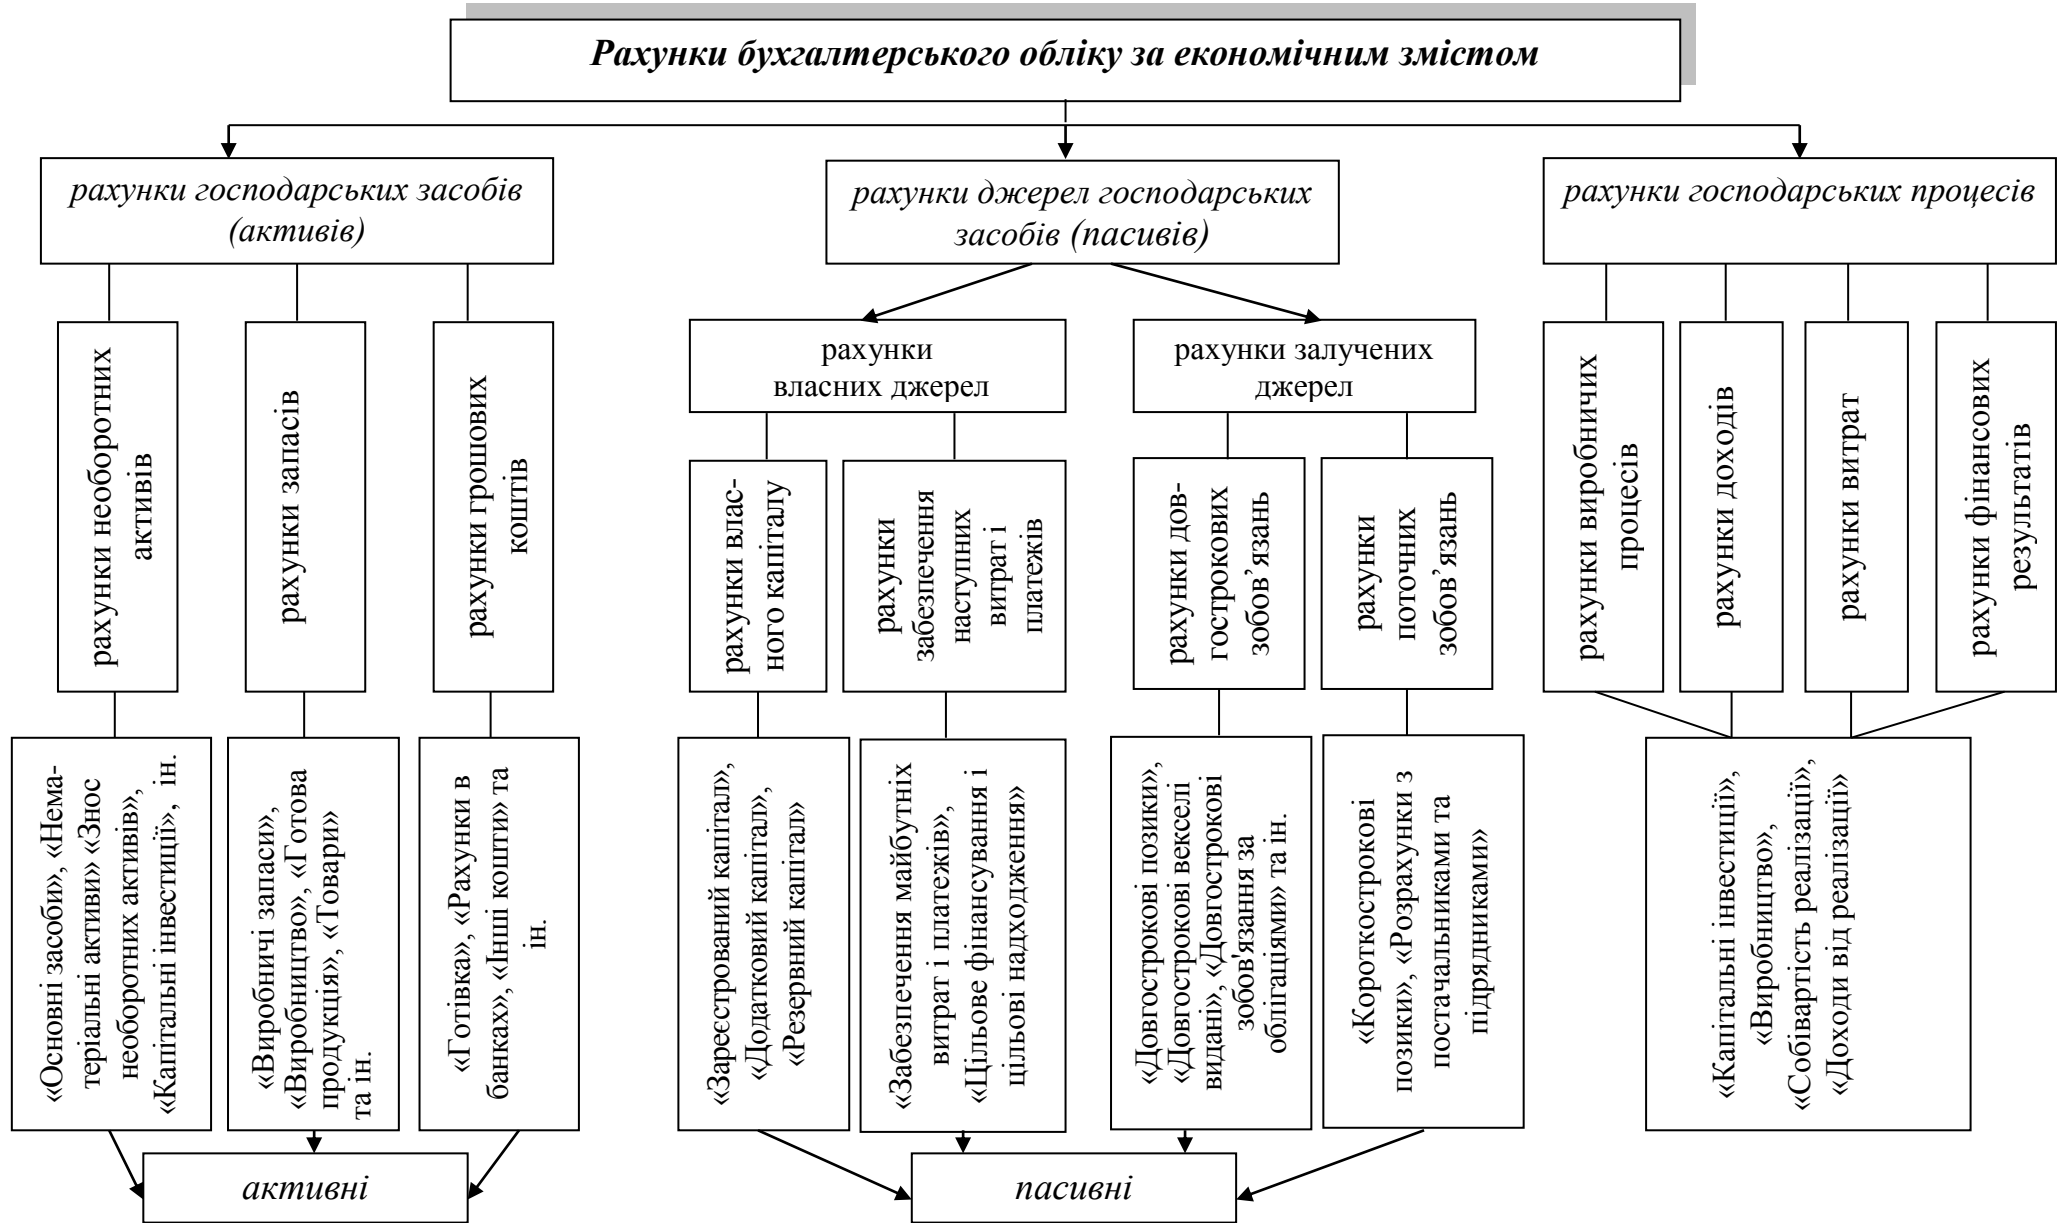 Рахунки бухгалтерського обліку за економічним змістом
рахунки господарських засобів
(активів)
рахунки джерел господарських
засобів (пасивів)
рахунки господарських процесів
рахунки
власних джерел
рахунки залучених
джерел
рахунки необоротних
активів
рахунки запасів
рахунки грошових
коштів
рахунки влас-
ного капіталу
рахунки
забезпечення
наступних
витрат і
платежів
рахунки дов-
гострокових
зобов’язань
рахунки
поточних
зобов’язань
рахунки виробничих
процесів
рахунки доходів
рахунки витрат
рахунки фінансових
результатів
«Основні засоби», «Нема-
теріальні активи» «Знос
необоротних активів»,
«Капітальні інвестиції», ін.
«Виробничі запаси»,
«Виробництво», «Готова
продукція», «Товари»
та ін.
«Готівка», «Рахунки в
банках», «Інші кошти» та
ін.
«Зареєстрований капітал»,
«Додатковий капітал»,
«Резервний капітал»
«Забезпечення майбутніх
витрат і платежів»,
«Цільове фінансування і
цільові надходження»
«Довгострокові позики»,
«Довгострокові векселі
видані», «Довгострокові
зобов'язання за
облігаціями» та ін.
«Короткострокові
позики», «Розрахунки з
постачальниками та
підрядниками»
«Капітальні інвестиції»,
«Виробництво»,
«Собівартість реалізації»,
«Доходи від реалізації»
активні
пасивні